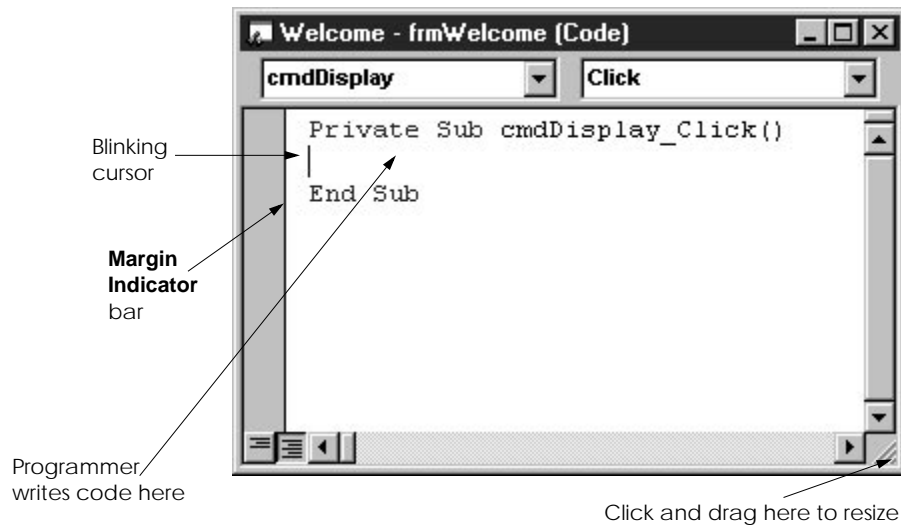 Welcome - frmWelcome (Code)
cmdDisplay
Click
Private Sub cmdDisplay_Click()
End Sub
Blinking
cursor
Margin
Indicator
bar
Programmer
writes code here
Click and drag here to resize